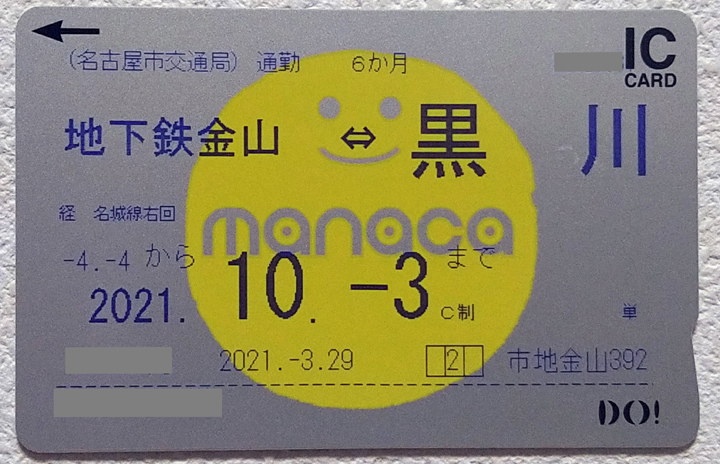 (名古屋市交通局) 通勤 6か月
IC
CARD
地下鉄金山 ⇔ 黒川
経 名城線右回
manaca
-4.-4 から
2021. 10. -3 まで
C制 単
2021.-3.29 2 市地金山392
DO!